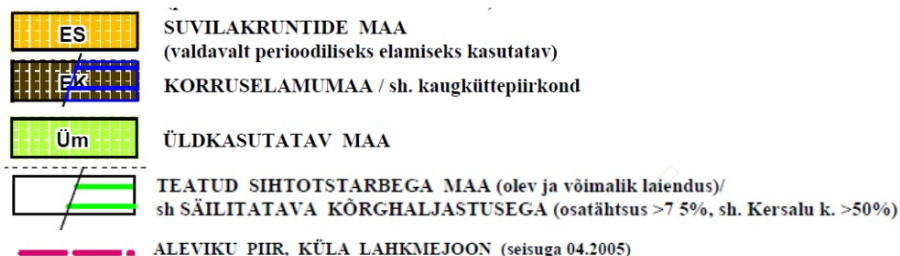 ES SUVILAKRUNTIDE MAA
(valdavalt perioodiliseks elamiseks kasutatav)
EK KORRUSELAMUMAA / sh. kaugküttepiirkond
Üm ÜLDKASUTATAV MAA
TEATUD SIHTOTSTARBEGA MAA (olev ja võimalik laiendus)/
sh SÄILITATAVA KÕRGHALJASTUSEGA (osatähtsus >7 5%, sh. Kersalu k. >50%)
ALEVIKU PIIR, KÜLA LAHKMEJOON (seisuga 04.2005)